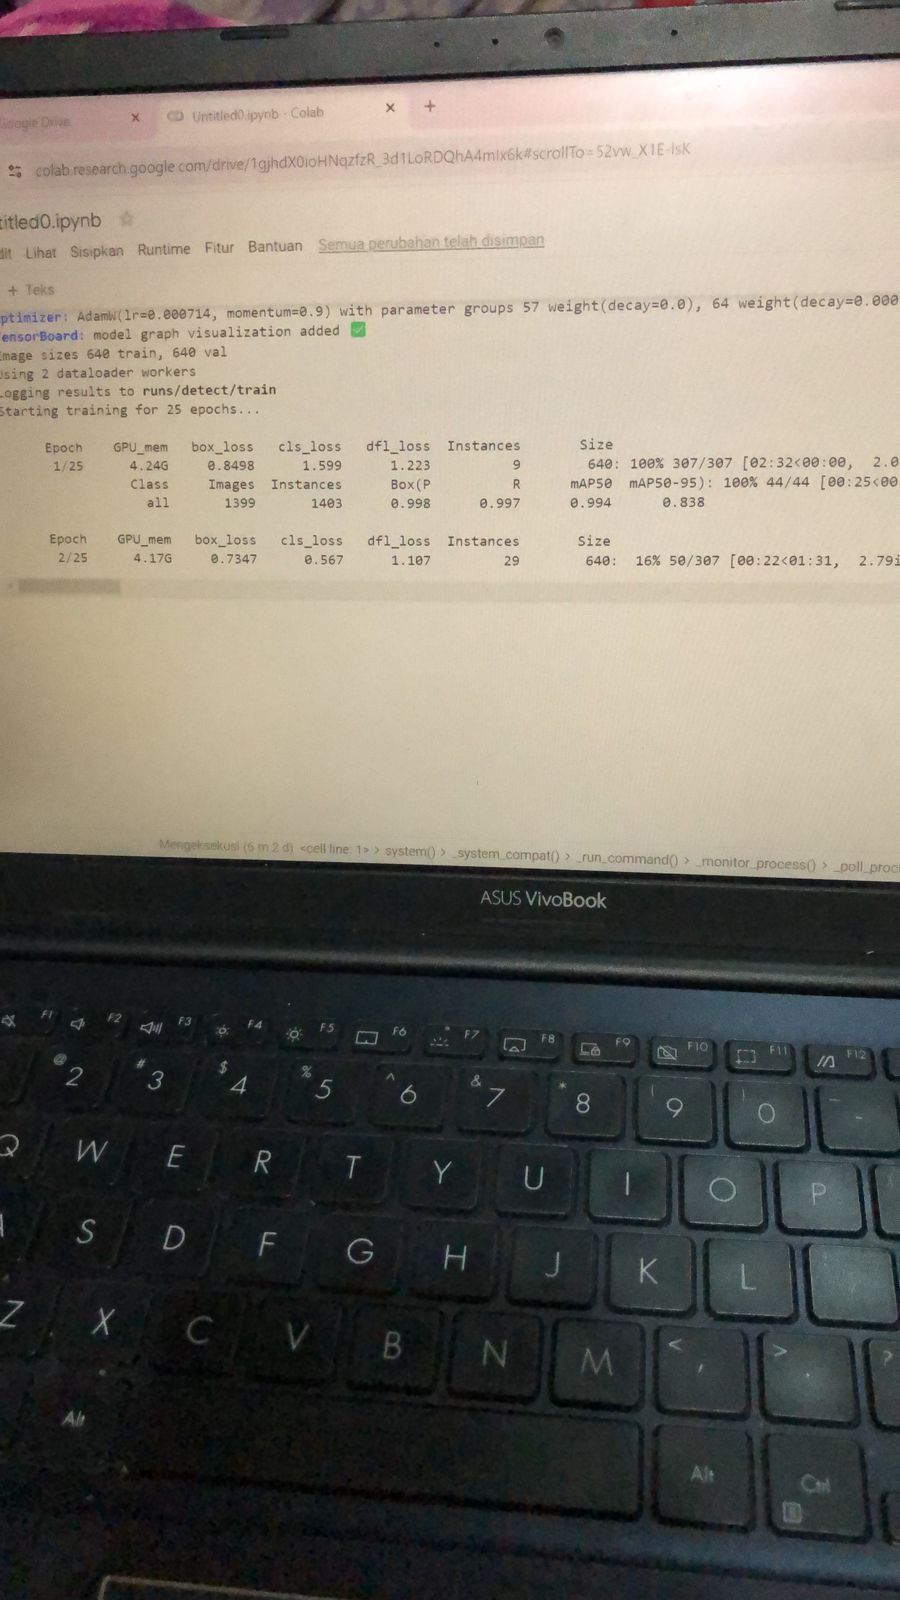 Google Drive
Untitled0.ipynb - Colab
colab.research.google.com/drive/1gjhdX0ioHNqzfzR_3d1LoRDQhA4mIx6k#scrollTo=52vw_X1E-IsK
titled0.ipynb
dit Lihat Sisipkan Runtime Fitur Bantuan Semua perubahan telah disimpan
+ Teks
ptimizer: AdamW(lr=0.000714, momentum=0.9) with parameter groups 57 weight(decay=0.0), 64 weight(decay=0.000
ensorBoard: model graph visualization added ✅
mage sizes 640 train, 640 val
sing 2 dataloader workers
Logging results to runs/detect/train
Starting training for 25 epochs...
Epoch GPU_mem box_loss cls_loss dfl_loss Instances Size
1/25 4.24G 0.8498 1.599 1.223 9 640: 100% 307/307 [02:32<00:00, 2.0
Class Images Instances Box(P R mAP50 mAP50-95): 100% 44/44 [00:25<00
all 1399 1403 0.998 0.997 0.994 0.838
Epoch GPU_mem box_loss cls_loss dfl_loss Instances Size
2/25 4.17G 0.7347 0.567 1.107 29 640: 16% 50/307 [00:22<01:31, 2.79i
Mengeksekusi (6 m 2 d) <cell line: 1> > system() > _system_compat() > _run_command() > _monitor_process() > _poll_proc
ASUS VivoBook
F1 F2 F3 F4 F5 F6 F7 F8 F9 F10 F11 F12
@ 2 # 3 $ 4 % 5 ^ 6 & 7 * 8 ( 9 ) 0 _ -
Q W E R T Y U I O P
S D F G H J K L
Z X C V B N M < , > . ?
Alt Alt Ctrl